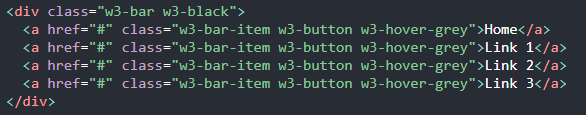 <div class="w3-bar w3-black">
  <a href="#" class="w3-bar-item w3-button w3-hover-grey">Home</a>
  <a href="#" class="w3-bar-item w3-button w3-hover-grey">Link 1</a>
  <a href="#" class="w3-bar-item w3-button w3-hover-grey">Link 2</a>
  <a href="#" class="w3-bar-item w3-button w3-hover-grey">Link 3</a>
</div>